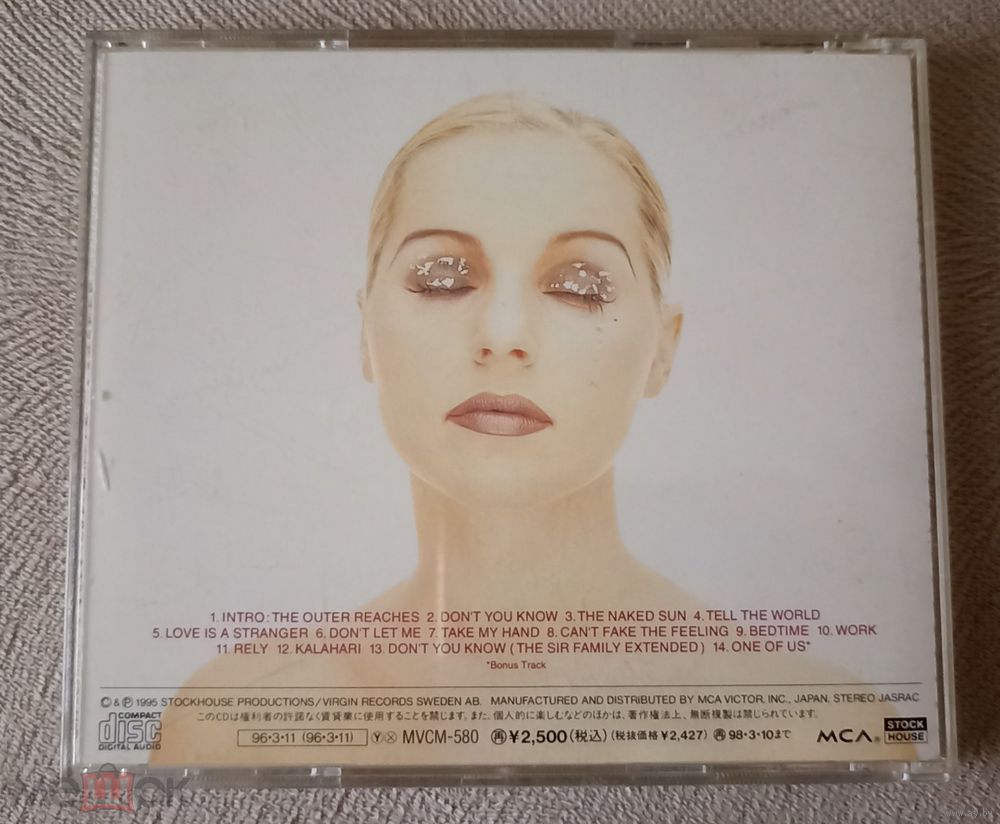 1. INTRO: THE OUTER REACHES 2. DON'T YOU KNOW 3. THE NAKED SUN 4. TELL THE WORLD
5. LOVE IS A STRANGER 6. DON'T LET ME 7. TAKE MY HAND 8. CAN'T FAKE THE FEELING 9. BEDTIME 10. WORK
11. RELY 12. KALAHARI 13. DON'T YOU KNOW (THE SIR FAMILY EXTENDED) 14. ONE OF US*
*Bonus Track
© & ℗ 1995 STOCKHOUSE PRODUCTIONS/VIRGIN RECORDS SWEDEN AB. MANUFACTURED AND DISTRIBUTED BY MCA VICTOR, INC., JAPAN. STEREO JASRAC
このCDは権利者の許諾なく賃貸業に使用することを禁じます。また、個人的に楽しむなどのほかは、著作権法上、無断複製は禁じられています。
COMPACT
disc
DIGITAL AUDIO
96・3・11 (96・3・11) Ⓨ Ⓧ MVCM-580 再 ¥2,500(税込) (税抜価格 ¥2,427) 再 98・3・10まで
MCA®
STOCK
HOUSE
www.ay.by